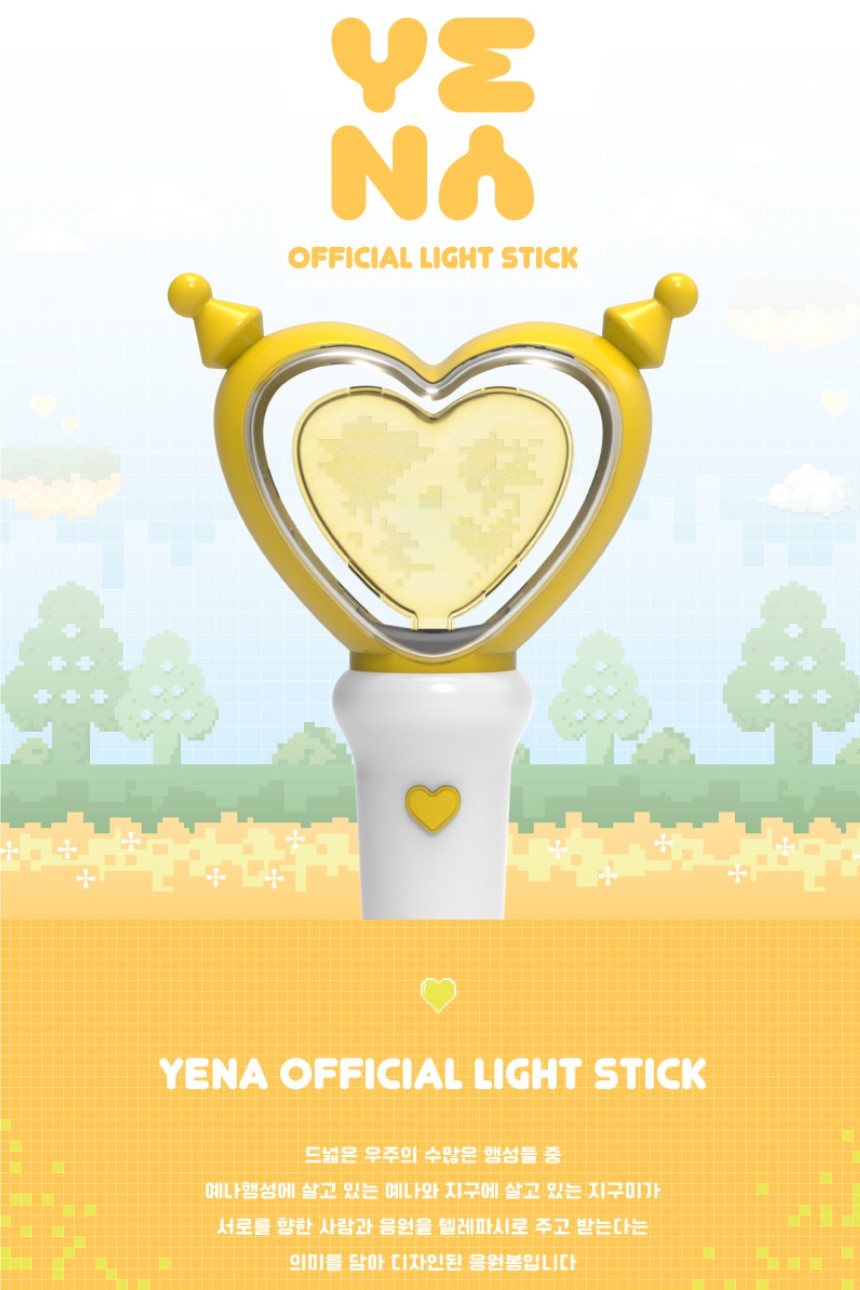 YE
NA
OFFICIAL LIGHT STICK
YENA OFFICIAL LIGHT STICK
드넓은 우주의 수많은 행성들 중
예나행성에 살고 있는 예나와 지구에 살고 있는 지구미가
서로를 향한 사랑과 응원을 텔레파시로 주고 받는다는
의미를 담아 디자인된 응원봉입니다